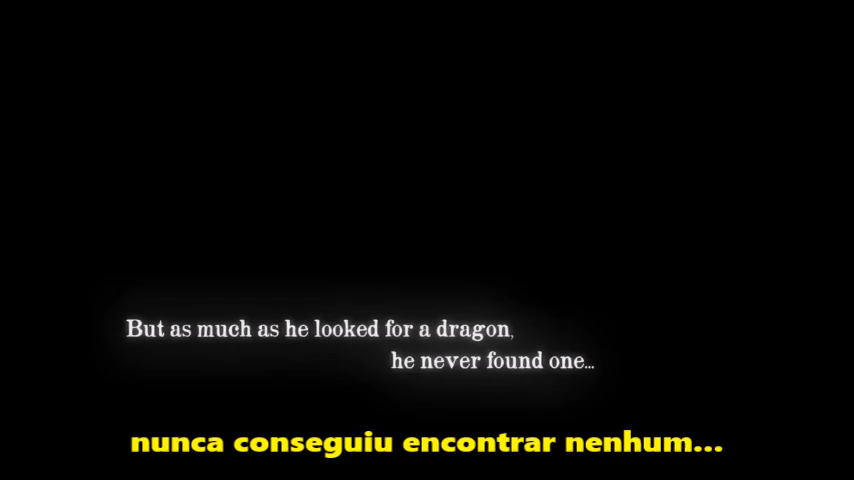 But as much as he looked for a dragon,
he never found one...
nunca conseguiu encontrar nenhum...